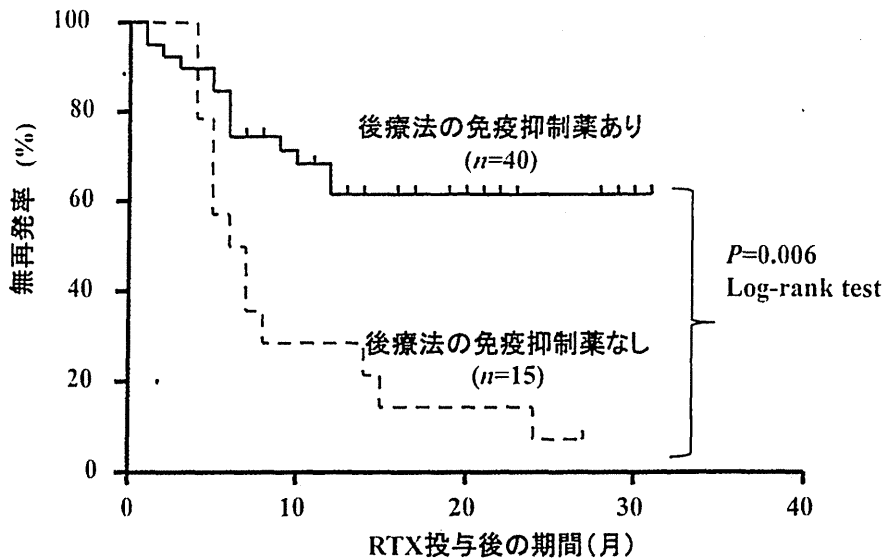 100
80
60
40
20
0
無再発率 (%)
後療法の免疫抑制薬あり
(n=40)
後療法の免疫抑制薬なし
(n=15)
P=0.006
Log-rank test
0
10
20
30
40
RTX投与後の期間(月)